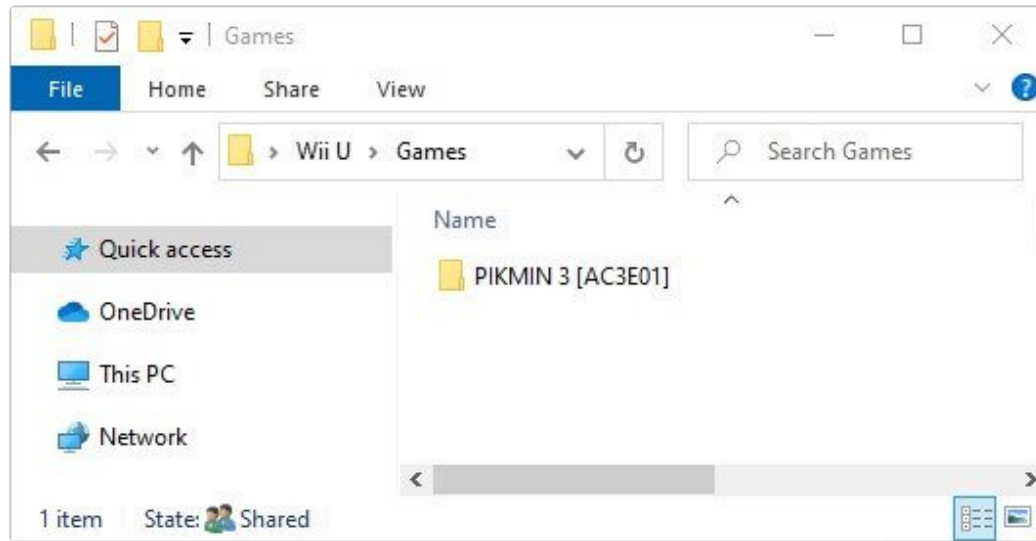 Games
File Home Share View
Wii U Games Search Games
Name
Quick access
PIKMIN 3 [AC3E01]
OneDrive
This PC
Network
1 item State: Shared